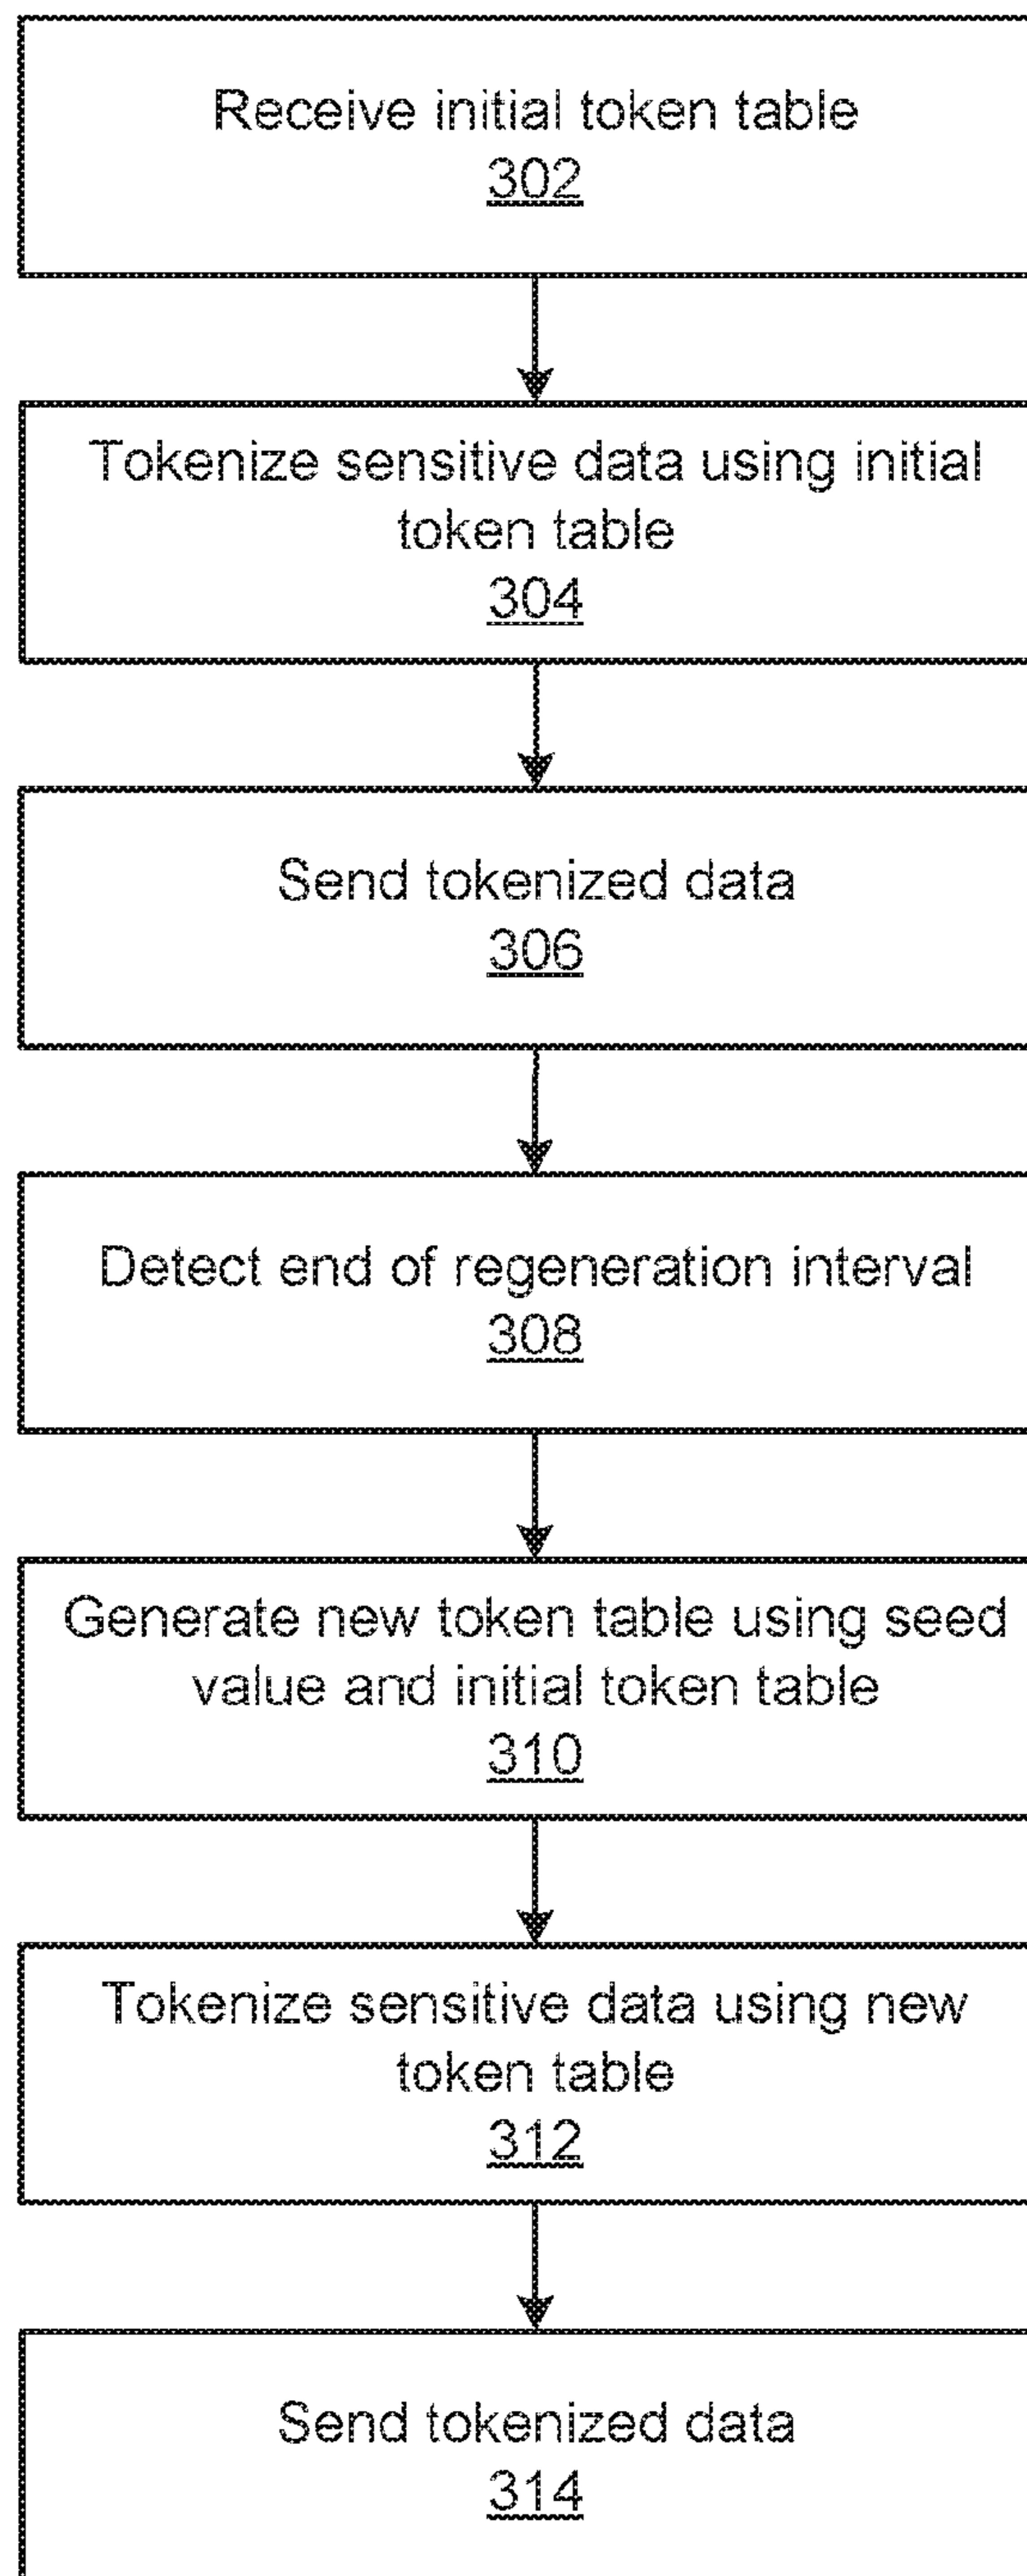 Receive initial token table
302
Tokenize sensitive data using initial
token table
304
Send tokenized data
306
Detect end of regeneration interval
308
Generate new token table using seed
value and initial token table
310
Tokenize sensitive data using new
token table
312
Send tokenized data
314